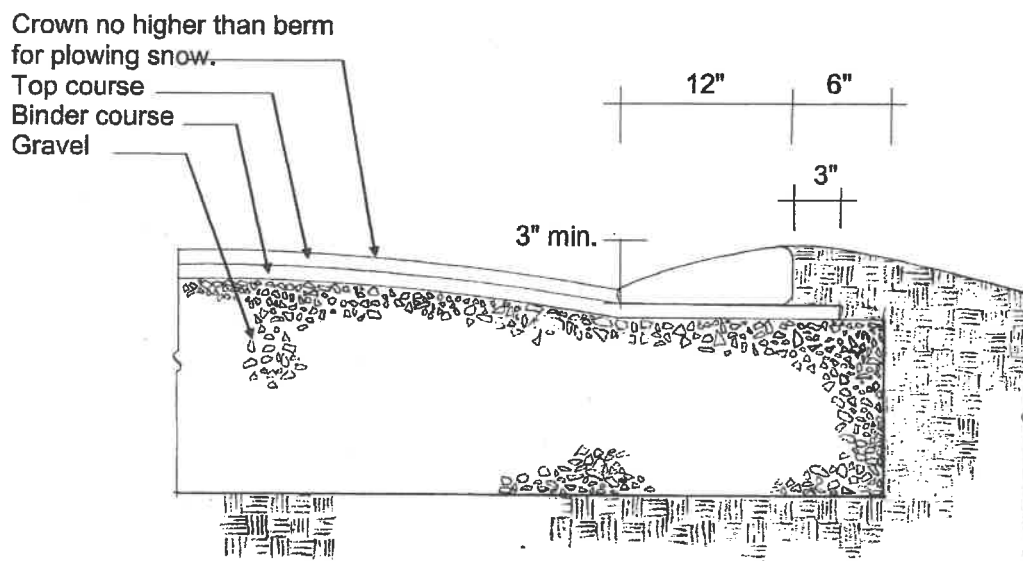 Crown no higher than berm
for plowing snow.
Top course
Binder course
Gravel
12"
6"
3"
3" min.